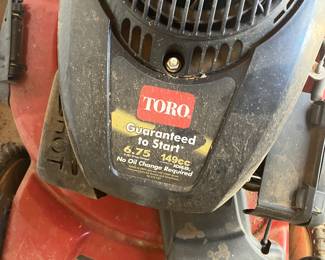 TORO
Guaranteed
to Start*
6.75 149cc
No Oil Change Required